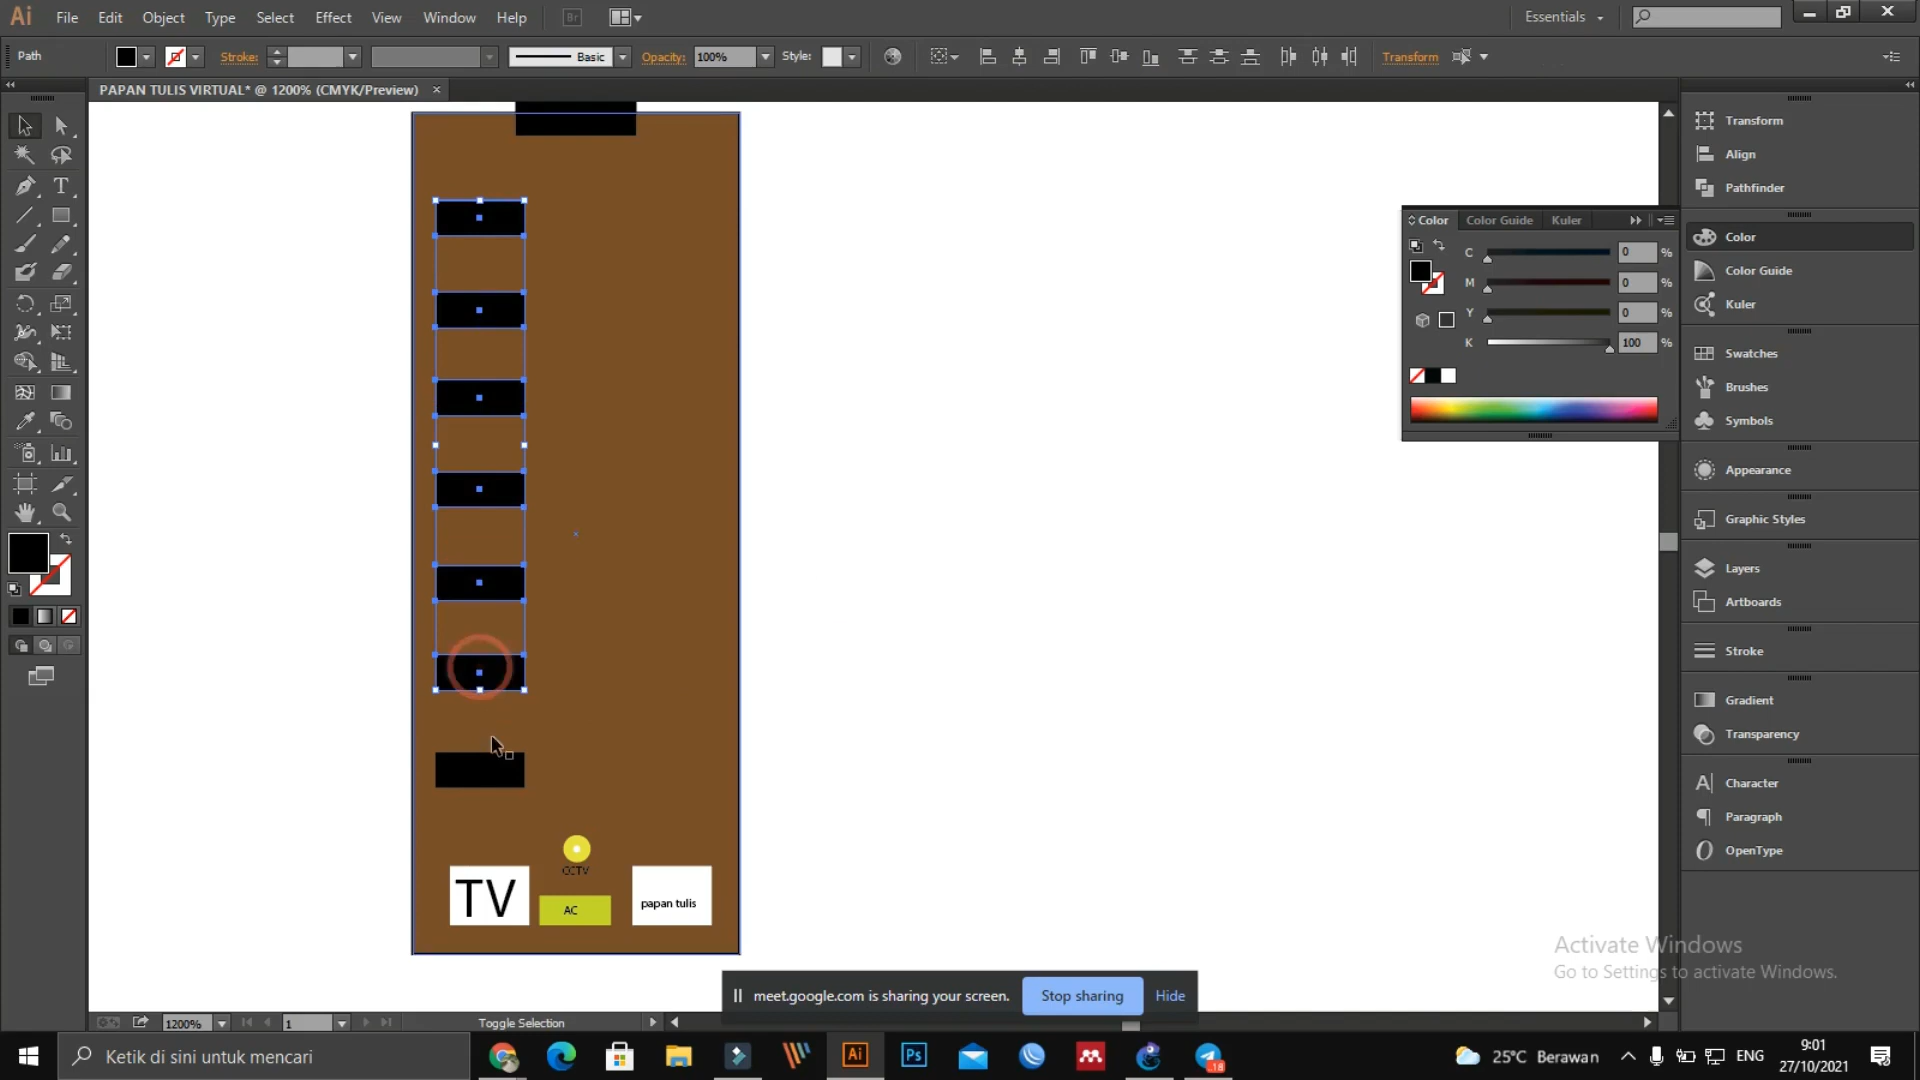 Ai File Edit Object Type Select Effect View Window Help Br Essentials
Path Stroke: Basic Opacity: 100% Style: Transform
PAPAN TULIS VIRTUAL* @ 1200% (CMYK/Preview) ×
Transform
Align
Pathfinder
Color Color Guide Kuler
C 0 %
M 0 %
Y 0 %
K 100 %
Color
Color Guide
Kuler
Swatches
Brushes
Symbols
Appearance
Graphic Styles
Layers
Artboards
Stroke
Gradient
Transparency
Character
Paragraph
OpenType
CCTV
TV
AC
papan tulis
Activate Windows
Go to Settings to activate Windows.
meet.google.com is sharing your screen. Stop sharing Hide
1200% 1 Toggle Selection
Ketik di sini untuk mencari
Ai Ps 18
25°C Berawan ENG
9:01
27/10/2021